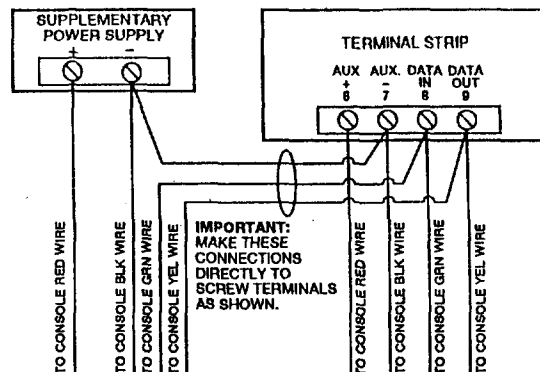 SUPPLEMENTARY
POWER SUPPLY
+ −
TERMINAL STRIP
AUX AUX. DATA DATA
+ − IN OUT
6 7 8 9
IMPORTANT:
MAKE THESE
CONNECTIONS
DIRECTLY TO
SCREW TERMINALS
AS SHOWN.
TO CONSOLE RED WIRE
TO CONSOLE BLK WIRE
TO CONSOLE GRN WIRE
TO CONSOLE YEL WIRE
TO CONSOLE RED WIRE
TO CONSOLE BLK WIRE
TO CONSOLE GRN WIRE
TO CONSOLE YEL WIRE